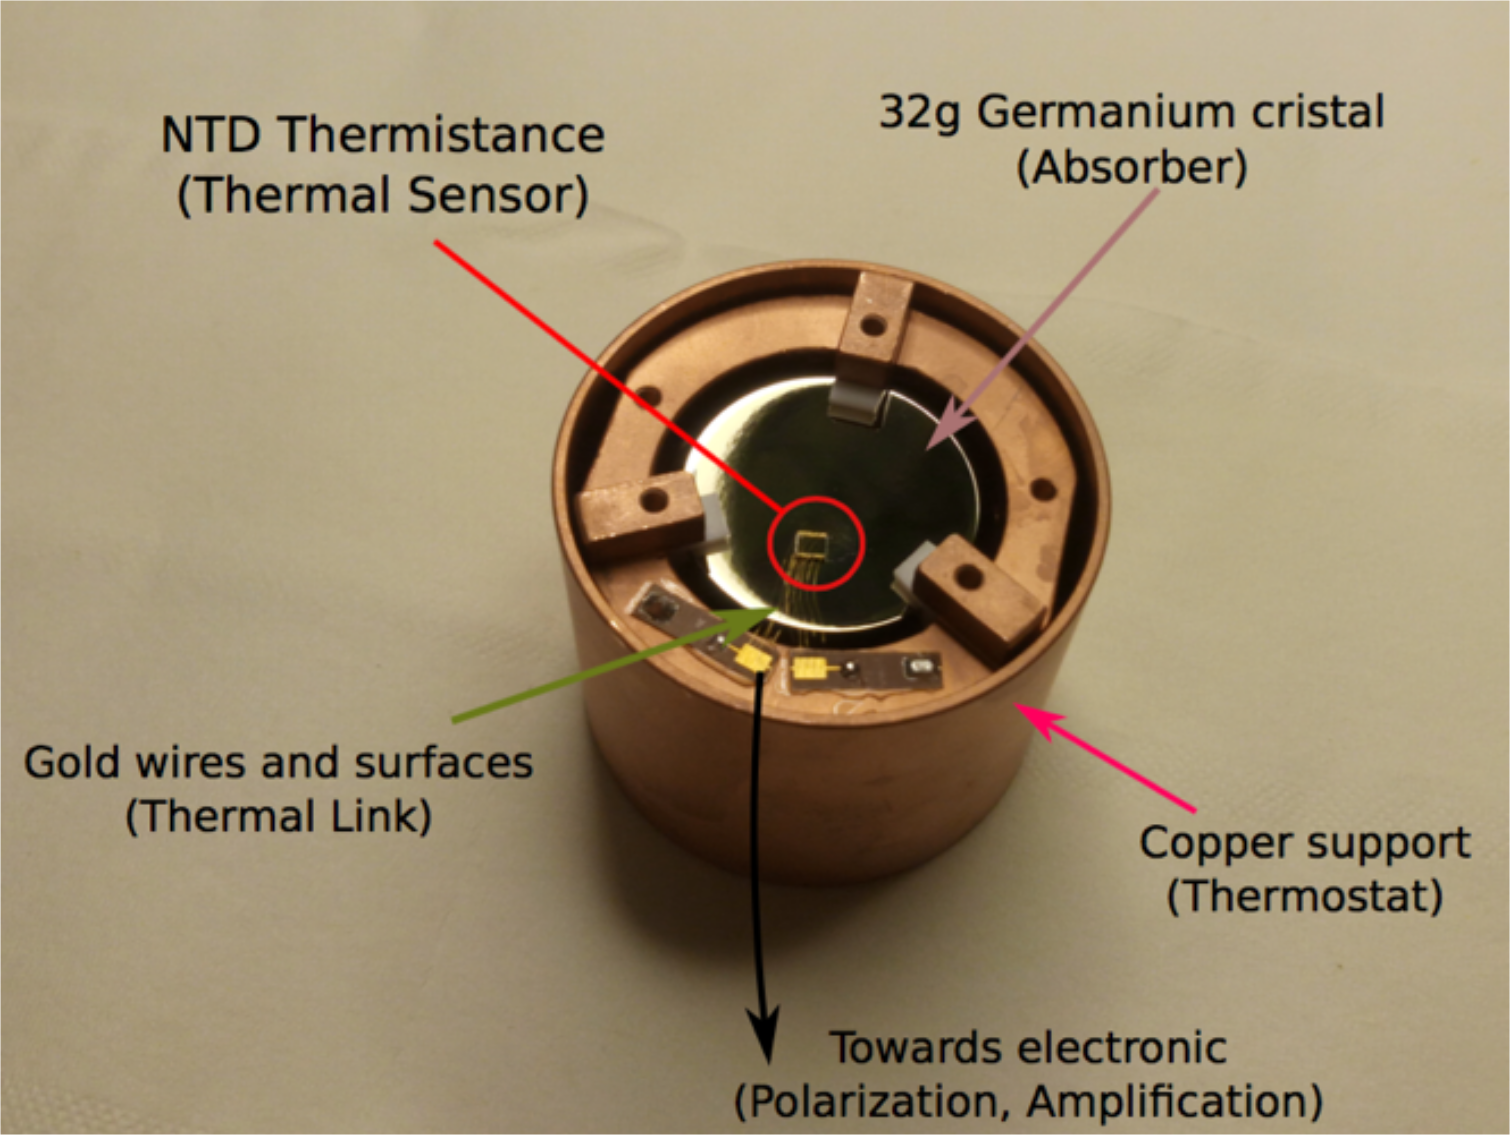 NTD Thermistance
(Thermal Sensor)
32g Germanium cristal
(Absorber)
Gold wires and surfaces
(Thermal Link)
Copper support
(Thermostat)
Towards electronic
(Polarization, Amplification)